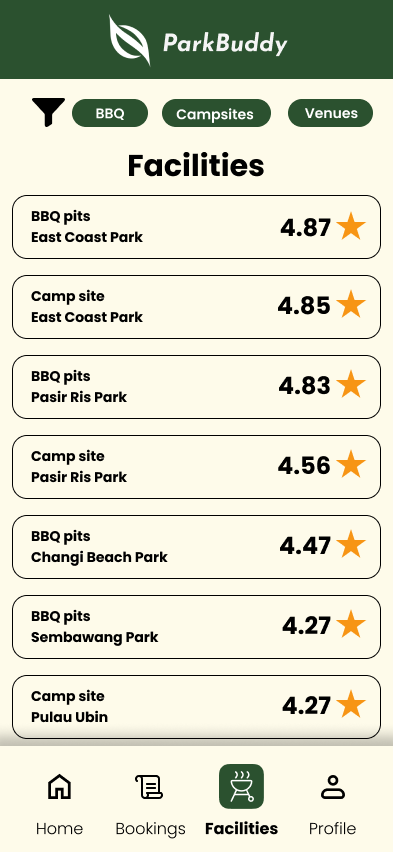 ParkBuddy
BBQ
Campsites
Venues
Facilities
BBQ pits
East Coast Park
4.87
Camp site
East Coast Park
4.85
BBQ pits
Pasir Ris Park
4.83
Camp site
Pasir Ris Park
4.56
BBQ pits
Changi Beach Park
4.47
BBQ pits
Sembawang Park
4.27
Camp site
Pulau Ubin
4.27
Home
Bookings
Facilities
Profile